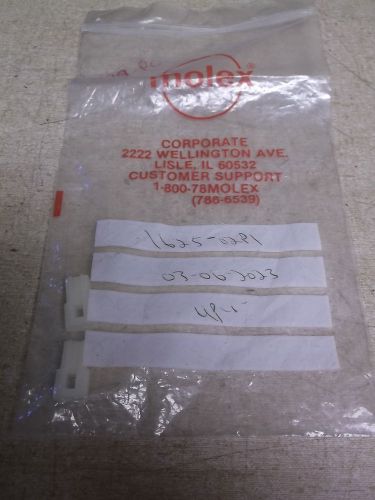 molex®
CORPORATE
2222 WELLINGTON AVE.
LISLE, IL 60532
CUSTOMER SUPPORT
1-800-78MOLEX
(786-6539)
1625-02P1
03-06-2023